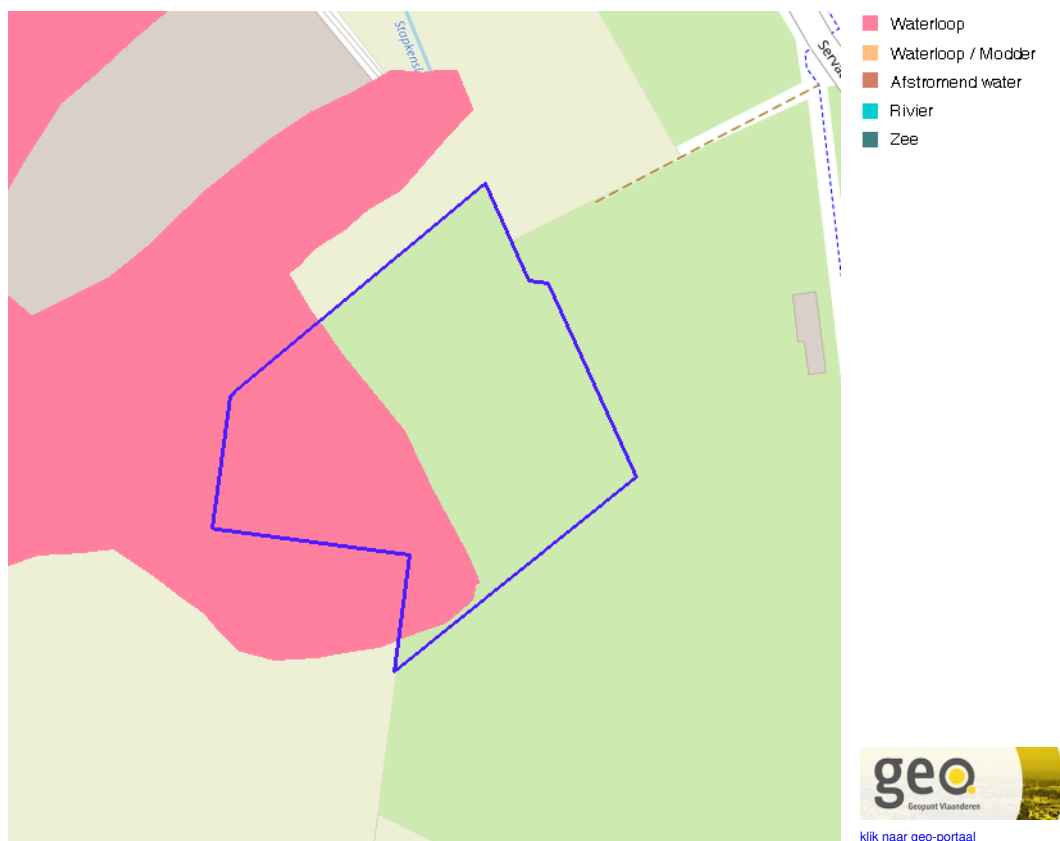 Waterloop
Waterloop / Modder
Afstromend water
Rivier
Zee
geo
Geopunt Vlaanderen
klik naar geo-portaal